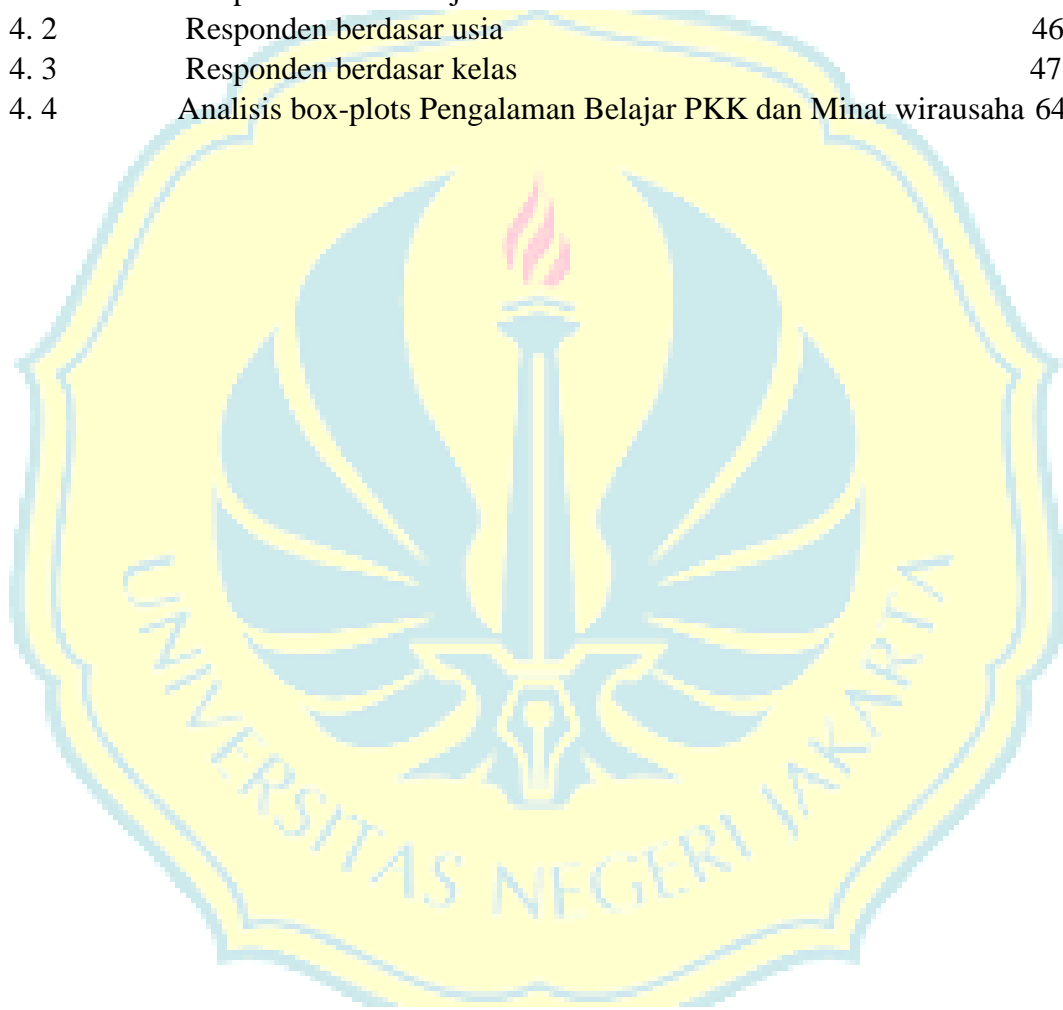 4. 2 Responden berdasar usia 46
4. 3 Responden berdasar kelas 47
4. 4 Analisis box-plots Pengalaman Belajar PKK dan Minat wirausaha 64
UNIVERSITAS NEGERI JAKARTA